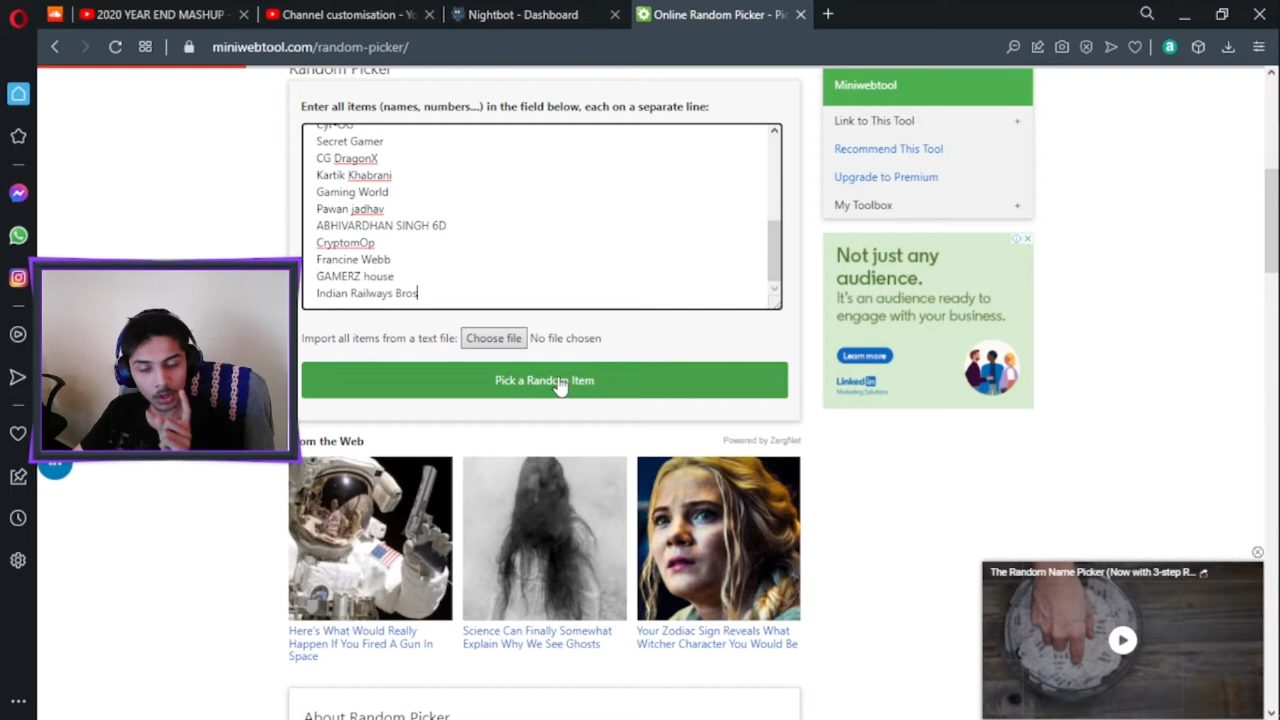 2020 YEAR END MASHUP -
Channel customisation - Yo
Nightbot - Dashboard
Online Random Picker - Pic
miniwebtool.com/random-picker/
Random Picker
Enter all items (names, numbers...) in the field below, each on a separate line:
Secret Gamer
CG DragonX
Kartik Khabrani
Gaming World
Pawan jadhav
ABHIVARDHAN SINGH 6D
CryptomOp
Francine Webb
GAMERZ house
Indian Railways Bros
Import all items from a text file: Choose file No file chosen
Pick a Random Item
om the Web
Powered by ZergNet
Here's What Would Really
Happen If You Fired A Gun In
Space
Science Can Finally Somewhat
Explain Why We See Ghosts
Your Zodiac Sign Reveals What
Witcher Character You Would Be
About Random Picker
Miniwebtool
Link to This Tool +
Recommend This Tool
Upgrade to Premium
My Toolbox +
Not just any
audience.
It's an audience ready to
engage with your business.
Learn more
LinkedIn
Marketing Solutions
The Random Name Picker (Now with 3-step R...